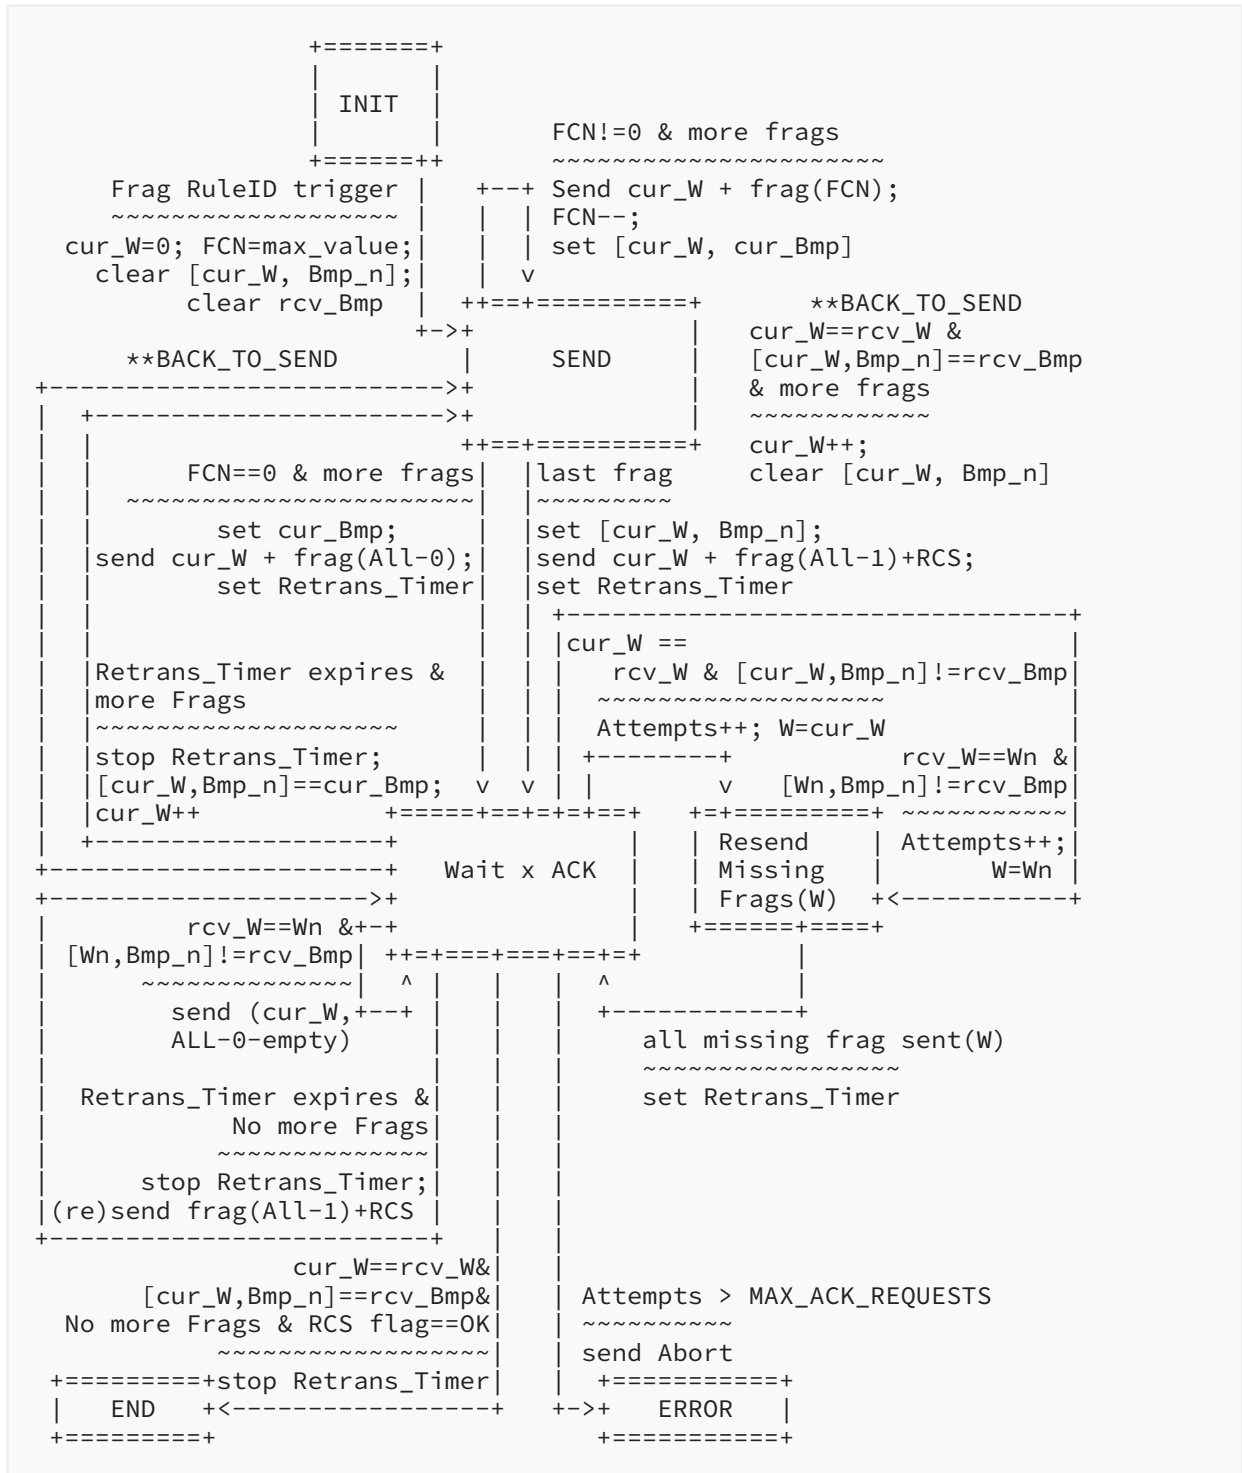 +=======+
                  |       |
                  | INIT  |
                  |       |       FCN!=0 & more frags
                  +======++       ~~~~~~~~~~~~~~~~~~~~~~
     Frag RuleID trigger |   +--+ Send cur_W + frag(FCN);
     ~~~~~~~~~~~~~~~~~~~ |   |  | FCN--;
  cur_W=0; FCN=max_value;|   |  | set [cur_W, cur_Bmp]
    clear [cur_W, Bmp_n];|   |  v
          clear rcv_Bmp  |  ++==+==========+       **BACK_TO_SEND
                         +->+              |   cur_W==rcv_W &
      **BACK_TO_SEND        |     SEND     |   [cur_W,Bmp_n]==rcv_Bmp
+-------------------------->+              |   & more frags
|  +----------------------->+              |   ~~~~~~~~~~~~
|  |                        ++==+==========+   cur_W++;
|  |      FCN==0 & more frags|  |last frag     clear [cur_W, Bmp_n]
|  |  ~~~~~~~~~~~~~~~~~~~~~~~|  |~~~~~~~~~
|  |        set cur_Bmp;     |  |set [cur_W, Bmp_n];
|  |send cur_W + frag(All-0);|  |send cur_W + frag(All-1)+RCS;
|  |        set Retrans_Timer|  |set Retrans_Timer
|  |                         |  | +---------------------------------+
|  |                         |  | |cur_W ==                         |
|  |Retrans_Timer expires &  |  | |   rcv_W & [cur_W,Bmp_n]!=rcv_Bmp|
|  |more Frags               |  | |  ~~~~~~~~~~~~~~~~~~~            |
|  |~~~~~~~~~~~~~~~~~~~~     |  | |  Attempts++; W=cur_W            |
|  |stop Retrans_Timer;      |  | | +--------+           rcv_W==Wn &|
|  |[cur_W,Bmp_n]==cur_Bmp;  v  v | |        v   [Wn,Bmp_n]!=rcv_Bmp|
|  |cur_W++            +=====+==+=+=+==+   +=+=========+ ~~~~~~~~~~~|
|  +-------------------+               |   | Resend    | Attempts++;|
+----------------------+   Wait x ACK  |   | Missing   |       W=Wn |
+--------------------->+               |   | Frags(W)  +<-----------+
|         rcv_W==Wn &+-+               |   +======+====+
| [Wn,Bmp_n]!=rcv_Bmp| ++=+===+===+==+=+          |
|      ~~~~~~~~~~~~~~|  ^ |   |   |  ^            |
|        send (cur_W,+--+ |   |   |  +------------+
|        ALL-0-empty)     |   |   |     all missing frag sent(W)
|                         |   |   |     ~~~~~~~~~~~~~~~~~
|  Retrans_Timer expires &|   |   |     set Retrans_Timer
|            No more Frags|   |   |
|           ~~~~~~~~~~~~~~|   |   |
|      stop Retrans_Timer;|   |   |
|(re)send frag(All-1)+RCS |   |   |
+-------------------------+   |   |
                 cur_W==rcv_W&|   |
       [cur_W,Bmp_n]==rcv_Bmp&|   | Attempts > MAX_ACK_REQUESTS
  No more Frags & RCS flag==OK|   | ~~~~~~~~~~
            ~~~~~~~~~~~~~~~~~~|   | send Abort
 +=========+stop Retrans_Timer|   |  +===========+
 |   END   +<-----------------+   +->+   ERROR   |
 +=========+                         +===========+